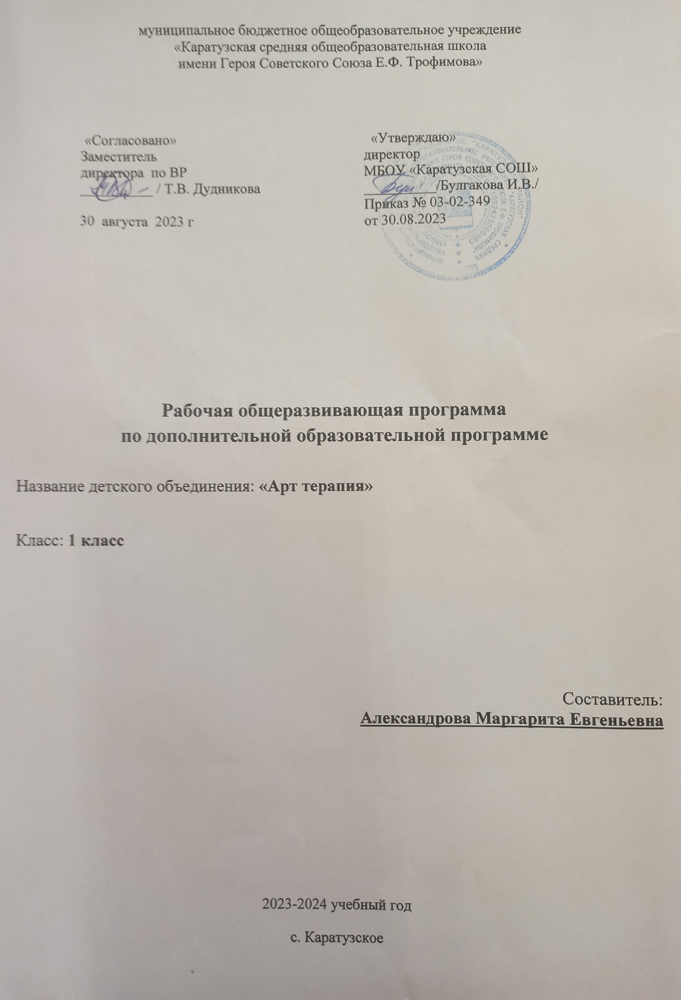 муниципальное бюджетное общеобразовательное учреждение
«Каратузская средняя общеобразовательная школа
имени Героя Советского Союза Е.Ф. Трофимова»
«Согласовано»
Заместитель
директора по ВР
/ Т.В. Дудникова
30 августа 2023 г
«Утверждаю»
директор
МБОУ «Каратузская СОШ»
/Булгакова И.В./
Приказ № 03-02-349
от 30.08.2023
Рабочая общеразвивающая программа
по дополнительной образовательной программе
Название детского объединения: «Арт терапия»
Класс: 1 класс
Составитель:
Александрова Маргарита Евгеньевна
2023-2024 учебный год
с. Каратузское